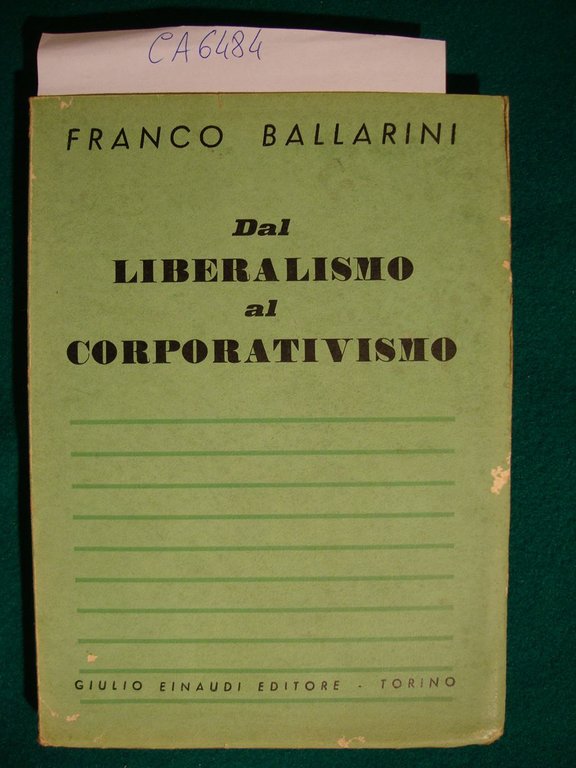 CA6484
FRANCO BALLARINI
Dal
LIBERALISMO
al
CORPORATIVISMO
GIULIO EINAUDI EDITORE - TORINO